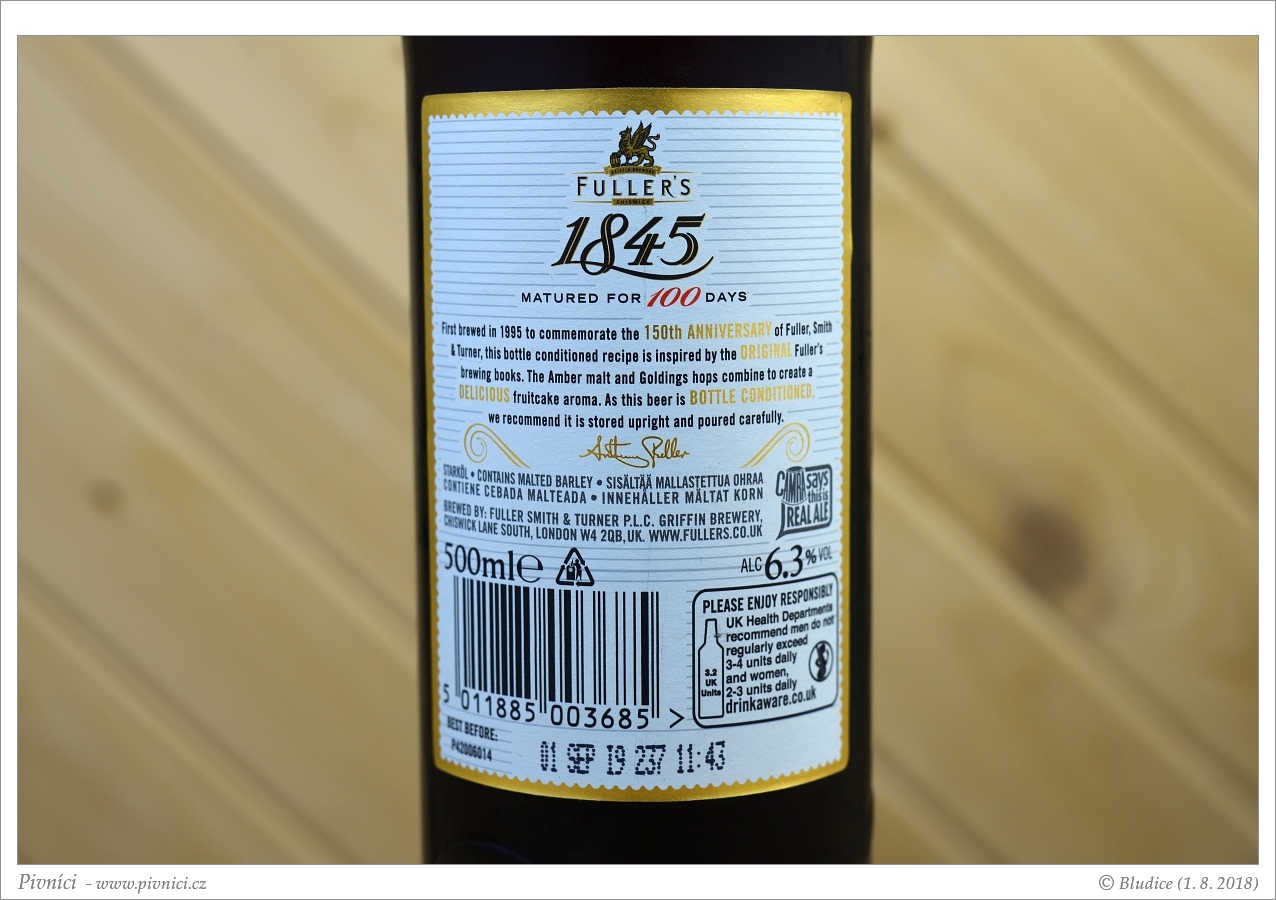 GRIFFIN BREWERY
FULLER'S
CHISWICK
1845
MATURED FOR 100 DAYS
First brewed in 1995 to commemorate the 150th ANNIVERSARY of Fuller, Smith
& Turner, this bottle conditioned recipe is inspired by the ORIGINAL Fuller's
brewing books. The Amber malt and Goldings hops combine to create a
DELICIOUS fruitcake aroma. As this beer is BOTTLE CONDITIONED,
we recommend it is stored upright and poured carefully.
STARKÖL • CONTAINS MALTED BARLEY • SISÄLTÄÄ MALLASTETTUA OHRAA
CONTIENE CEBADA MALTEADA • INNEHÅLLER MÄLTAT KORN
BREWED BY: FULLER SMITH & TURNER P.L.C. GRIFFIN BREWERY,
CHISWICK LANE SOUTH, LONDON W4 2QB, UK. WWW.FULLERS.CO.UK
CAMRA says
this is
REAL ALE
500ml℮
ALC 6.3% VOL
PLEASE ENJOY RESPONSIBLY
UK Health Departments
recommend men do not
regularly exceed
3-4 units daily
and women,
2-3 units daily
drinkaware.co.uk
3.2
UK
Units
5 011885 003685 >
BEST BEFORE:
P42006014
01 SEP 19 237 11:43
Pivníci - www.pivnici.cz
© Bludice (1. 8. 2018)